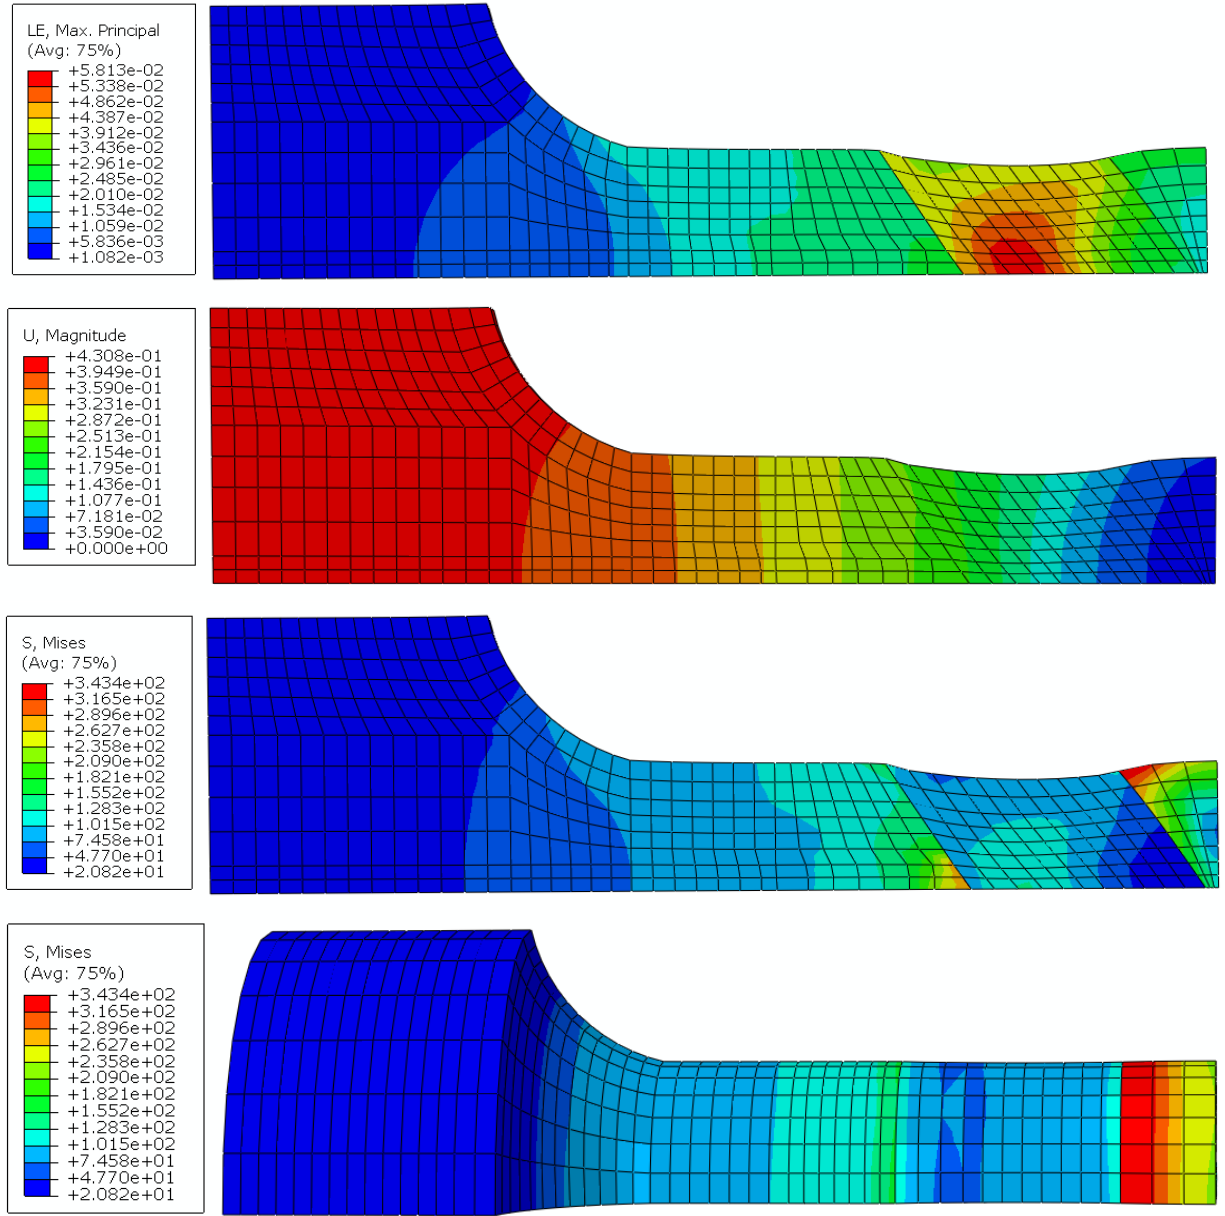 LE, Max. Principal
(Avg: 75%)
+5.813e-02
+5.338e-02
+4.862e-02
+4.387e-02
+3.912e-02
+3.436e-02
+2.961e-02
+2.485e-02
+2.010e-02
+1.534e-02
+1.059e-02
+5.836e-03
+1.082e-03
U, Magnitude
+4.308e-01
+3.949e-01
+3.590e-01
+3.231e-01
+2.872e-01
+2.513e-01
+2.154e-01
+1.795e-01
+1.436e-01
+1.077e-01
+7.181e-02
+3.590e-02
+0.000e+00
S, Mises
(Avg: 75%)
+3.434e+02
+3.165e+02
+2.896e+02
+2.627e+02
+2.358e+02
+2.090e+02
+1.821e+02
+1.552e+02
+1.283e+02
+1.015e+02
+7.458e+01
+4.770e+01
+2.082e+01
S, Mises
(Avg: 75%)
+3.434e+02
+3.165e+02
+2.896e+02
+2.627e+02
+2.358e+02
+2.090e+02
+1.821e+02
+1.552e+02
+1.283e+02
+1.015e+02
+7.458e+01
+4.770e+01
+2.082e+01